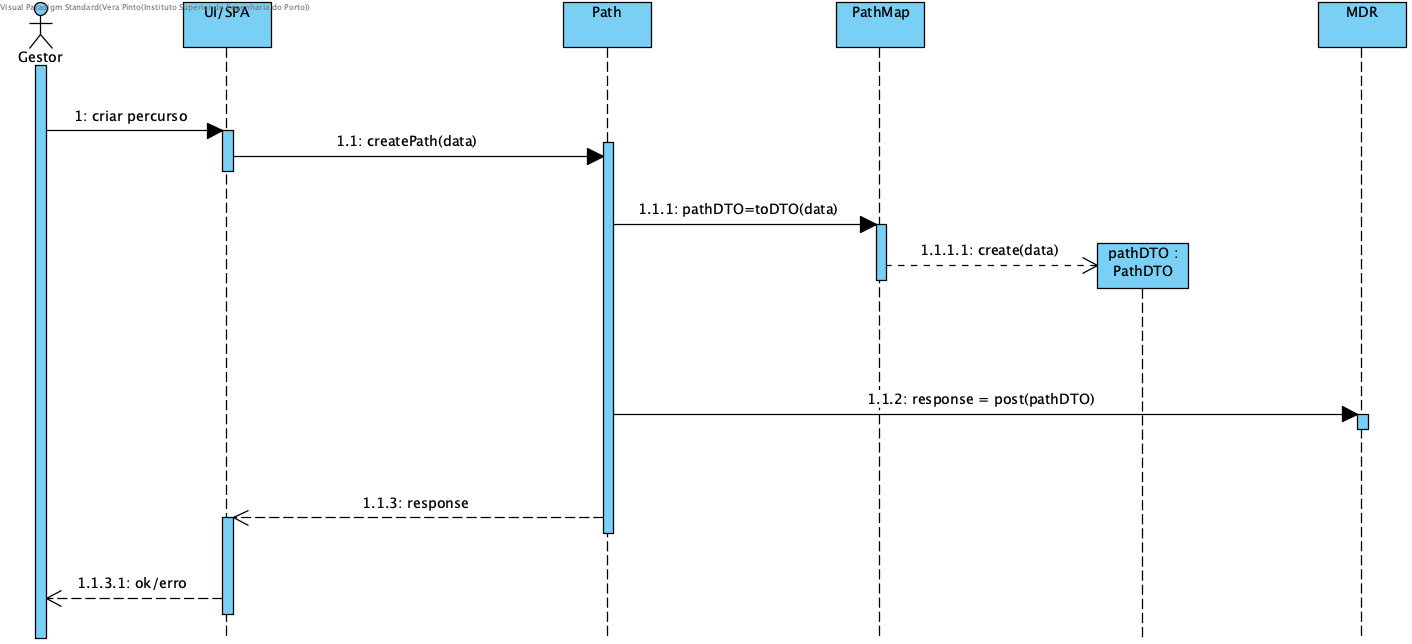 Visual Paradigm Standard(Vera Pinto(Instituto Superior de Engenharia do Porto))
UI/SPA
Path
PathMap
MDR
Gestor
1: criar percurso
1.1: createPath(data)
1.1.1: pathDTO=toDTO(data)
1.1.1.1: create(data)
pathDTO :
PathDTO
1.1.2: response = post(pathDTO)
1.1.3: response
1.1.3.1: ok/erro